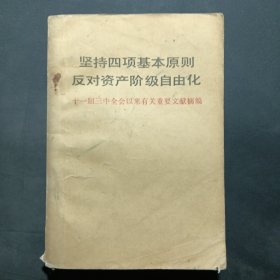 坚持四项基本原则
反对资产阶级自由化
十一届三中全会以来有关重要文献摘编